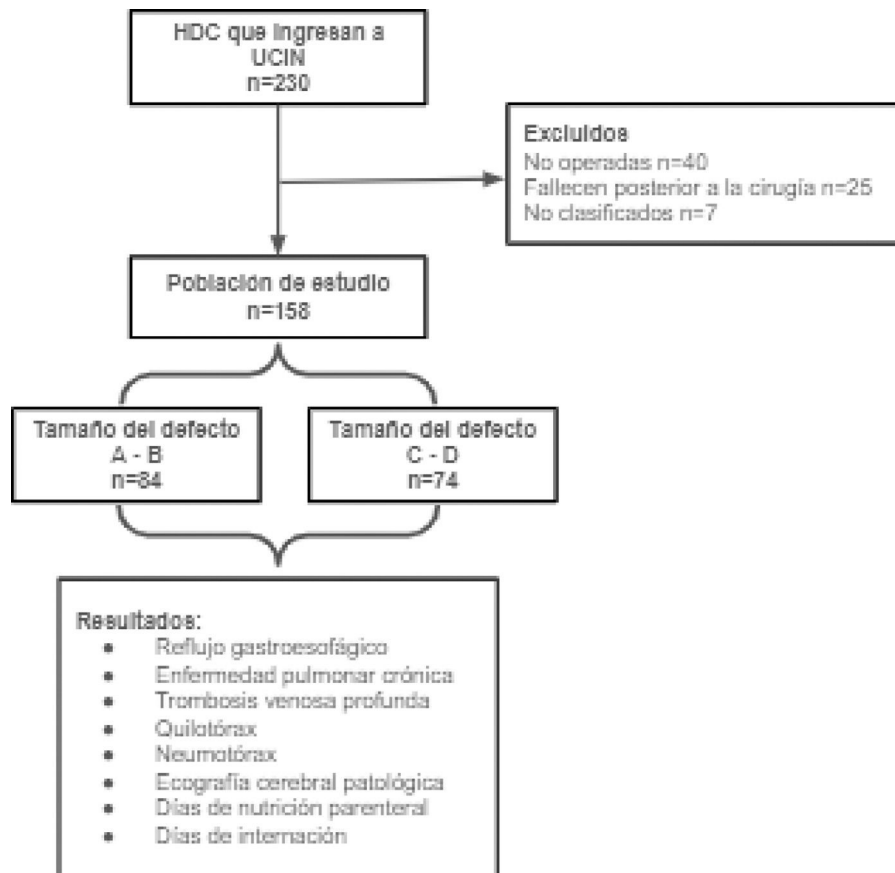 HDC que ingresan a
UCIN
n=230
Excluidos
No operadas n=40
Fallecen posterior a la cirugía n=25
No clasificados n=7
Población de estudio
n=158
Tamaño del defecto
A - B
n=84
Tamaño del defecto
C - D
n=74
Resultados:
● Reflujo gastroesofágico
● Enfermedad pulmonar crónica
● Trombosis venosa profunda
● Quilotórax
● Neumotórax
● Ecografía cerebral patológica
● Días de nutrición parenteral
● Días de internación